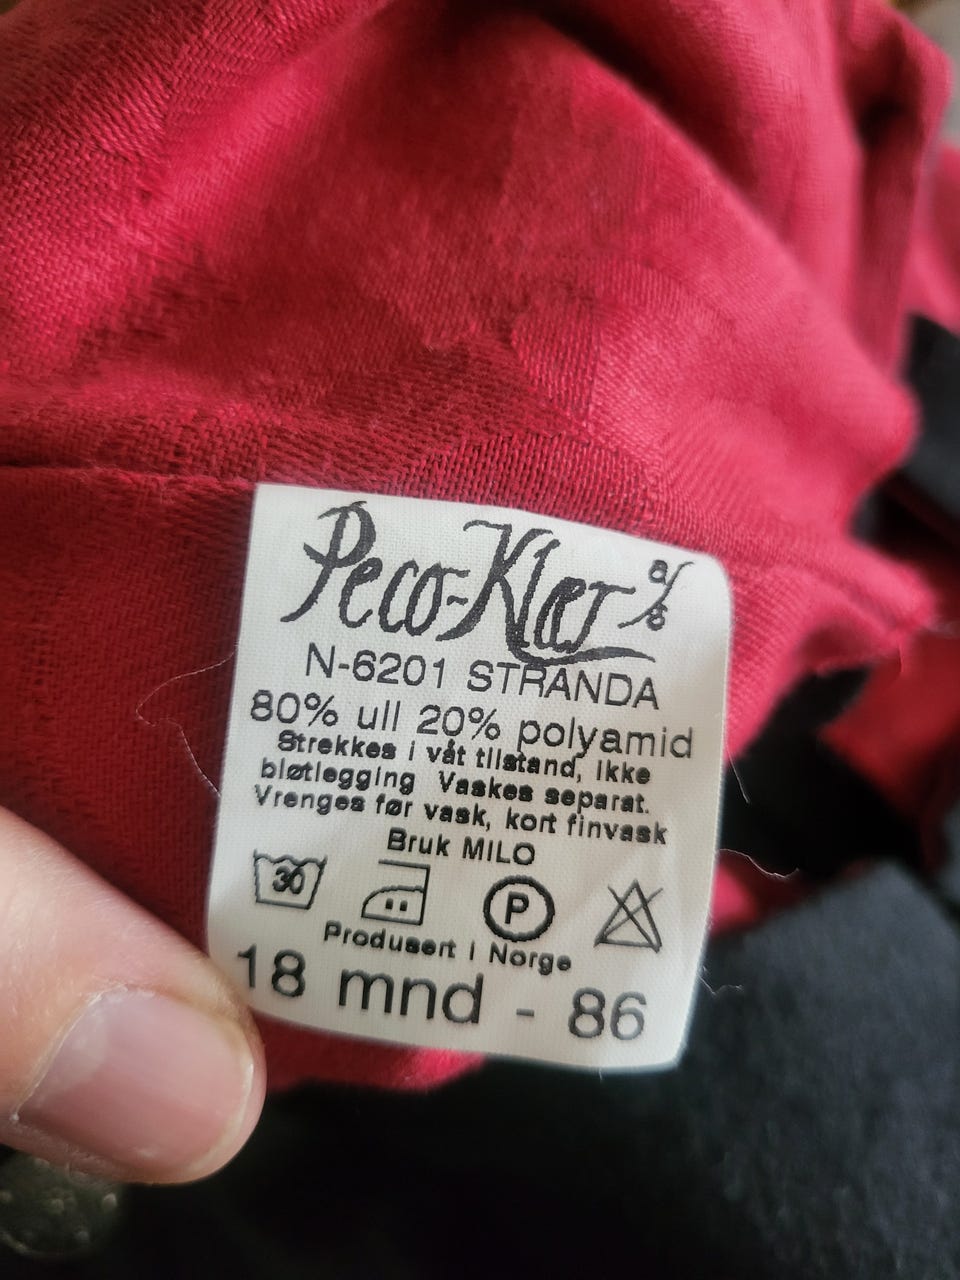 Peco-Klær a/s
N-6201 STRANDA
80% ull 20% polyamid
Strekkes i våt tilstand, ikke
bløtlegging Vaskes separat.
Vrenges før vask, kort finvask
Bruk MILO
30 P
Produsert i Norge
18 mnd - 86